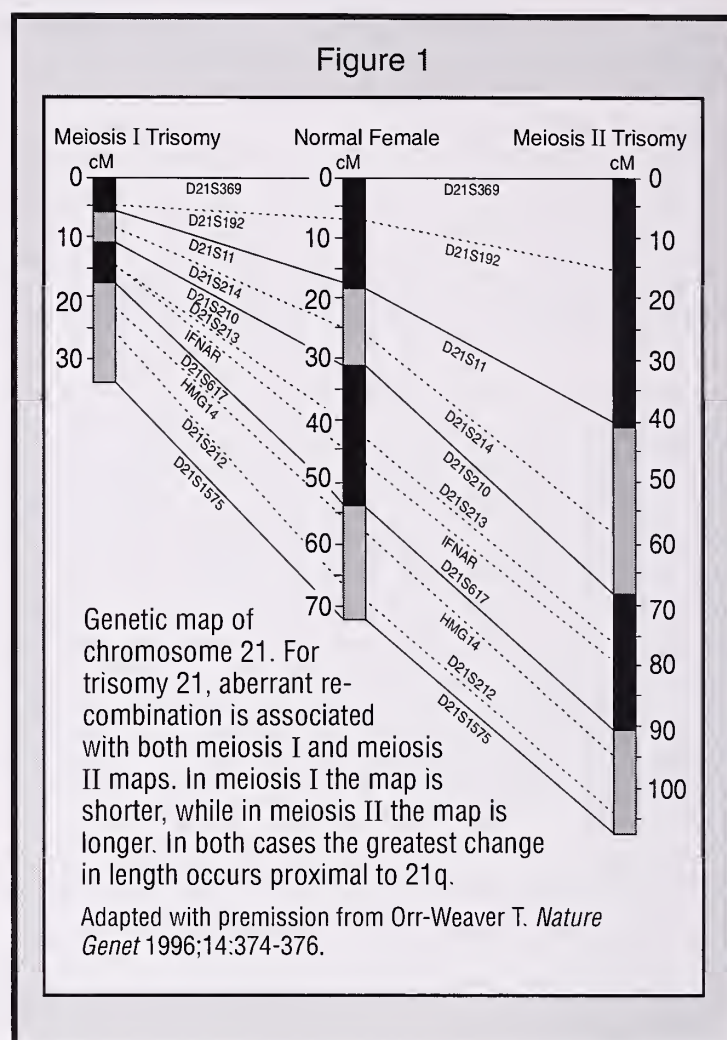 Figure 1
Meiosis I Trisomy
Normal Female
Meiosis II Trisomy
cM
cM
cM
0
10
20
30
0
10
20
30
40
50
60
70
0
10
20
30
40
50
60
70
80
90
100
D21S369
D21S192
D21S11
D21S214
D21S210
D21S213
IFNAR
D21S617
HMG14
D21S212
D21S1575
D21S369
D21S192
D21S11
D21S214
D21S210
D21S213
IFNAR
D21S617
HMG14
D21S212
D21S1575
Genetic map of
chromosome 21. For
trisomy 21, aberrant re-
combination is associated
with both meiosis I and meiosis
II maps. In meiosis I the map is
shorter, while in meiosis II the map is
longer. In both cases the greatest change
in length occurs proximal to 21q.
Adapted with premission from Orr-Weaver T. Nature
Genet 1996;14:374-376.